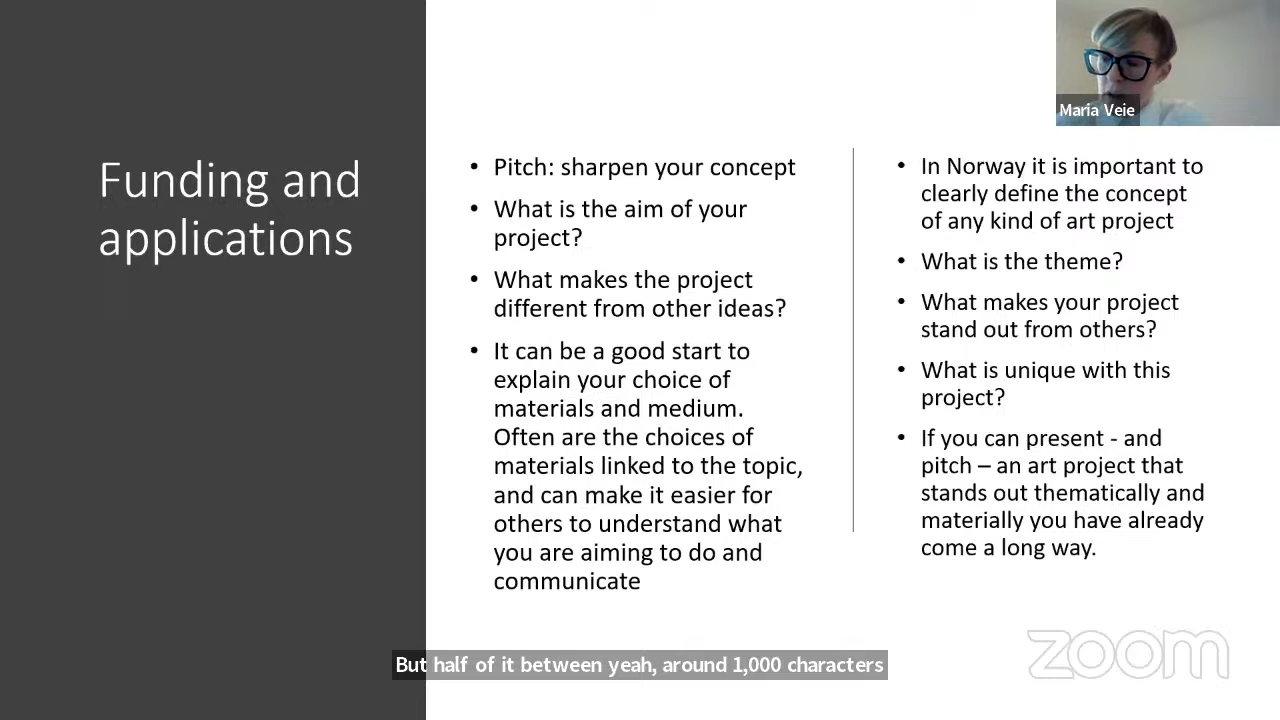 Maria Veie
Funding and
applications
• Pitch: sharpen your concept
• What is the aim of your
project?
• What makes the project
different from other ideas?
• It can be a good start to
explain your choice of
materials and medium.
Often are the choices of
materials linked to the topic,
and can make it easier for
others to understand what
you are aiming to do and
communicate
• In Norway it is important to
clearly define the concept
of any kind of art project
• What is the theme?
• What makes your project
stand out from others?
• What is unique with this
project?
• If you can present - and
pitch – an art project that
stands out thematically and
materially you have already
come a long way.
zoom
But half of it between yeah, around 1,000 characters